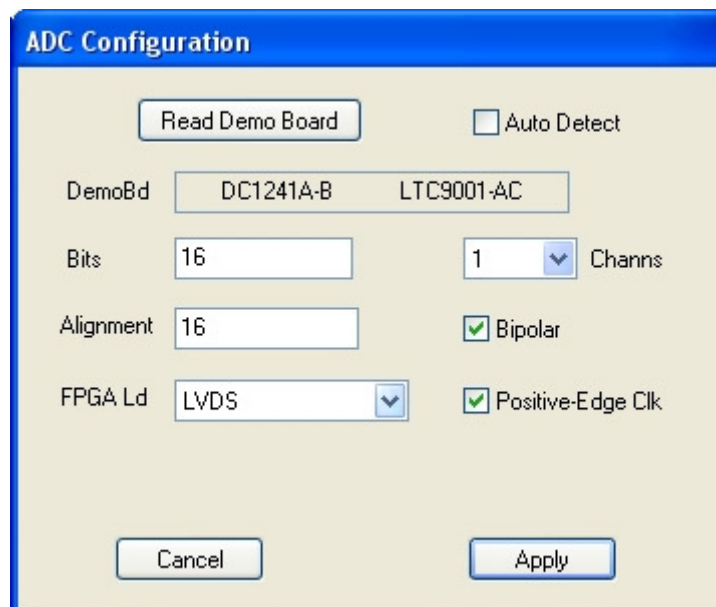 ADC Configuration
Read Demo Board
Auto Detect
DemoBd DC1241A-B LTC9001-AC
Bits 16 1 Channs
Alignment 16 Bipolar
FPGA Ld LVDS Positive-Edge Clk
Cancel Apply